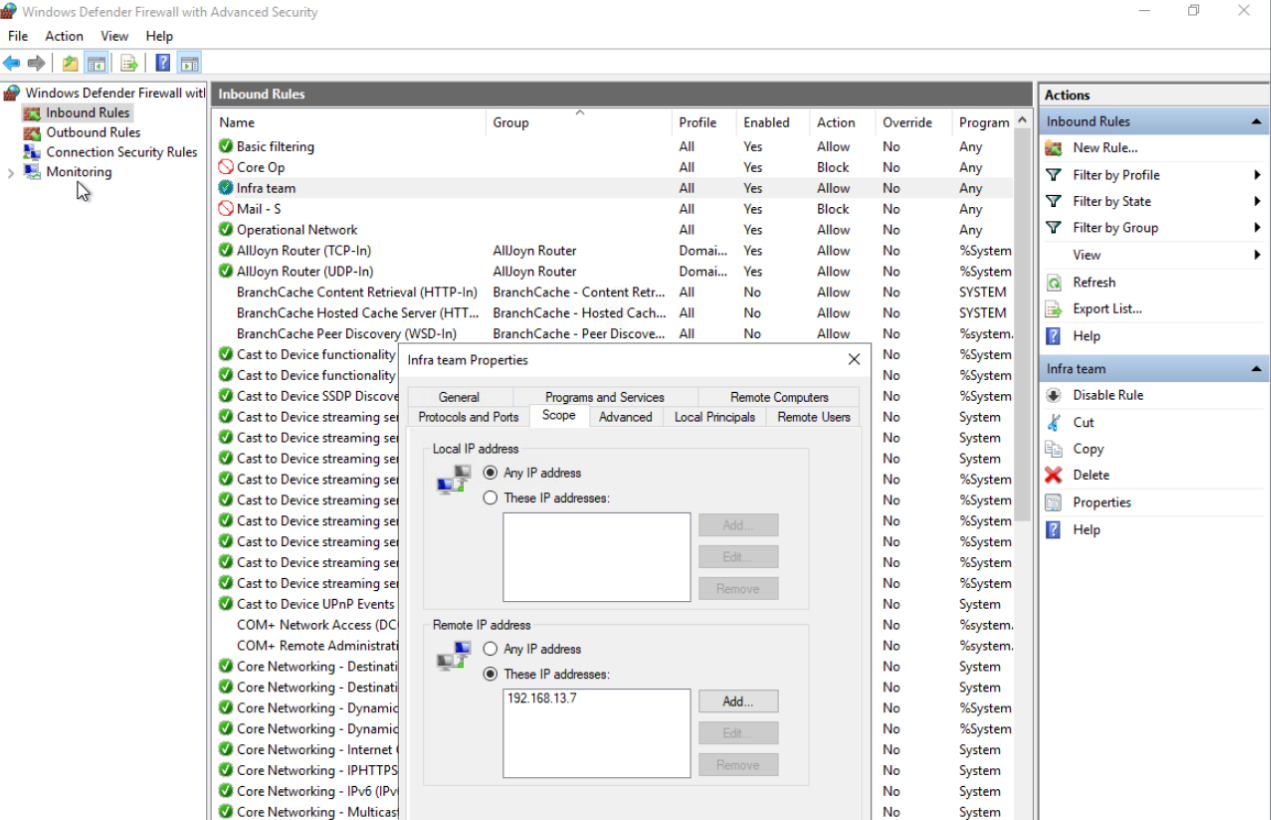 Windows Defender Firewall with Advanced Security
File Action View Help
Windows Defender Firewall witl
Inbound Rules
Outbound Rules
Connection Security Rules
Monitoring
Inbound Rules
Name Group Profile Enabled Action Override Program
Basic filtering All Yes Allow No Any
Core Op All Yes Block No Any
Infra team All Yes Allow No Any
Mail - S All Yes Block No Any
Operational Network All Yes Allow No Any
AllJoyn Router (TCP-In) AllJoyn Router Domai... Yes Allow No %System
AllJoyn Router (UDP-In) AllJoyn Router Domai... Yes Allow No %System
BranchCache Content Retrieval (HTTP-In) BranchCache - Content Retr... All No Allow No SYSTEM
BranchCache Hosted Cache Server (HTT... BranchCache - Hosted Cach... All No Allow No SYSTEM
BranchCache Peer Discovery (WSD-In) BranchCache - Peer Discove... All No Allow No %system.
Cast to Device functionality No %System
Cast to Device functionality No %System
Cast to Device SSDP Discove No %System
Cast to Device streaming ser No System
Cast to Device streaming ser No System
Cast to Device streaming ser No System
Cast to Device streaming ser No %System
Cast to Device streaming ser No %System
Cast to Device streaming ser No %System
Cast to Device streaming ser No %System
Cast to Device streaming ser No %System
Cast to Device streaming ser No %System
Cast to Device UPnP Events No System
COM+ Network Access (DC No %system.
COM+ Remote Administrati No %system.
Core Networking - Destinati No System
Core Networking - Destinati No System
Core Networking - Dynamic No %System
Core Networking - Dynamic No %System
Core Networking - Internet No System
Core Networking - IPHTTPS No System
Core Networking - IPv6 (IPv No System
Core Networking - Multicas No System
Infra team Properties
General Programs and Services Remote Computers
Protocols and Ports Scope Advanced Local Principals Remote Users
Local IP address
Any IP address
These IP addresses:
Add...
Edit...
Remove
Remote IP address
Any IP address
These IP addresses:
192.168.13.7
Add...
Edit...
Remove
Actions
Inbound Rules
New Rule...
Filter by Profile
Filter by State
Filter by Group
View
Refresh
Export List...
Help
Infra team
Disable Rule
Cut
Copy
Delete
Properties
Help